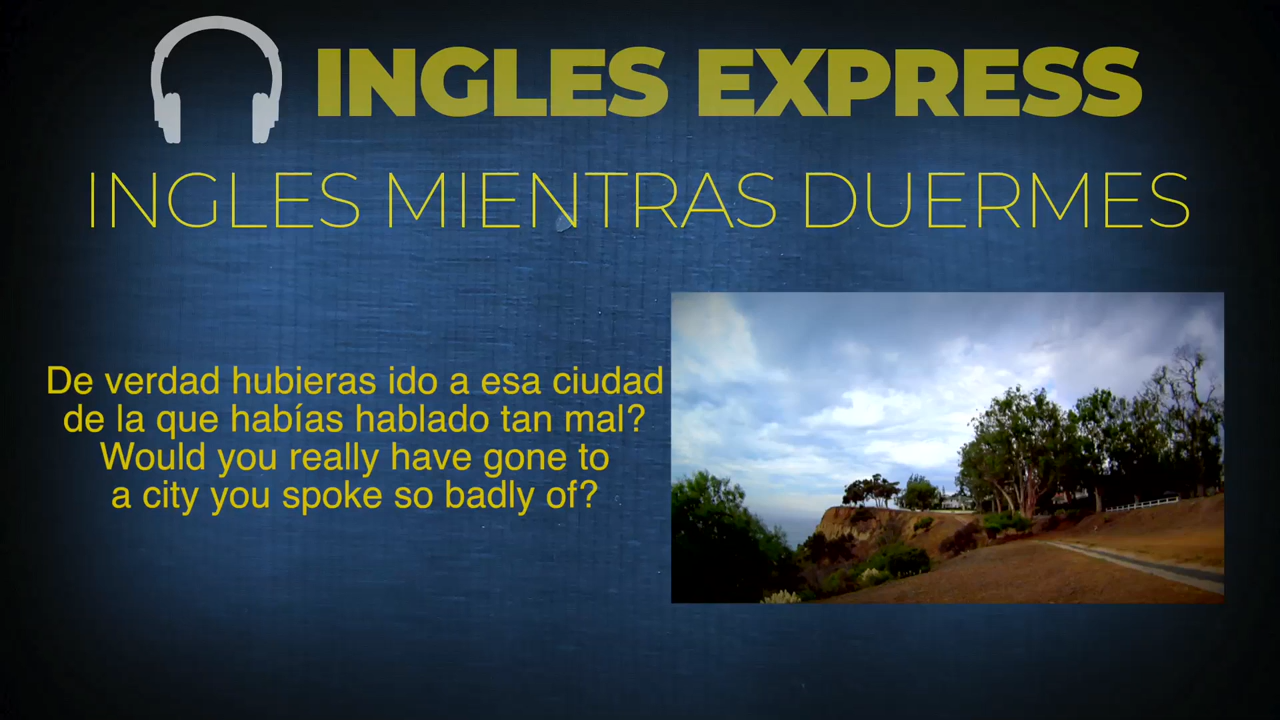 INGLES EXPRESS
INGLES MIENTRAS DUERMES
De verdad hubieras ido a esa ciudad
de la que habías hablado tan mal?
Would you really have gone to
a city you spoke so badly of?